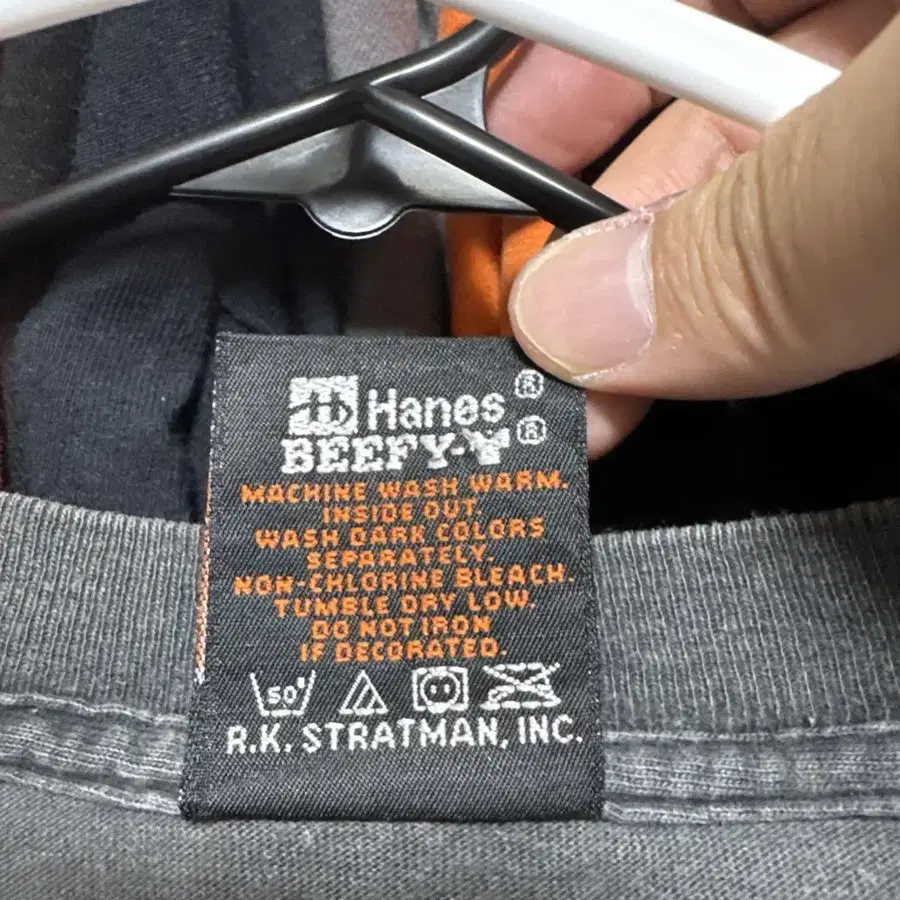 Hanes®
BEEFY-T®
MACHINE WASH WARM.
INSIDE OUT.
WASH DARK COLORS
SEPARATELY.
NON-CHLORINE BLEACH.
TUMBLE DRY LOW.
DO NOT IRON
IF DECORATED.
50°
R.K. STRATMAN, INC.